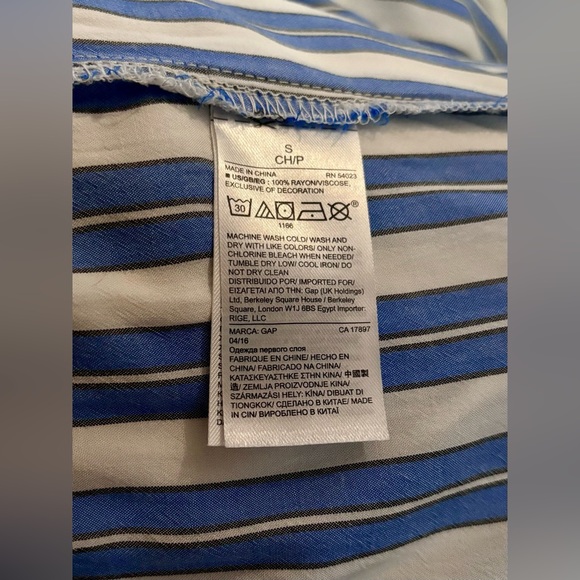 S
CH/P
MADE IN CHINA RN 54023
■ US/GB/EG : 100% RAYON/VISCOSE,
EXCLUSIVE OF DECORATION
30
1166
MACHINE WASH COLD/ WASH AND
DRY WITH LIKE COLORS/ ONLY NON-
CHLORINE BLEACH WHEN NEEDED/
TUMBLE DRY LOW/ COOL IRON/ DO
NOT DRY CLEAN
DISTRIBUIDO POR/ IMPORTED FOR/
ΕΙΣΑΓΕΤΑΙ ΑΠΟ ΤΗΝ: Gap (UK Holdings)
Ltd, Berkeley Square House / Berkeley
Square, London W1J 6BS Egypt Importer:
RIGE, LLC
MARCA: GAP CA 17897
04/16
Одежда первого слоя
FABRIQUE EN CHINE/ HECHO EN
CHINA/ FABRICADO NA CHINA/
ΚΑΤΑΣΚΕΥΑΣΤΗΚΕ ΣΤΗΝ ΚΙΝΑ/ 中國製
造/ ZEMLJA PROIZVODNJE KINA/
SZÁRMAZÁSI HELY: KÍNA/ DIBUAT DI
TIONGKOK/ СДЕЛАНО В КИТАЕ/ MADE
IN CIN/ ВИРОБЛЕНО В КИТАЇ